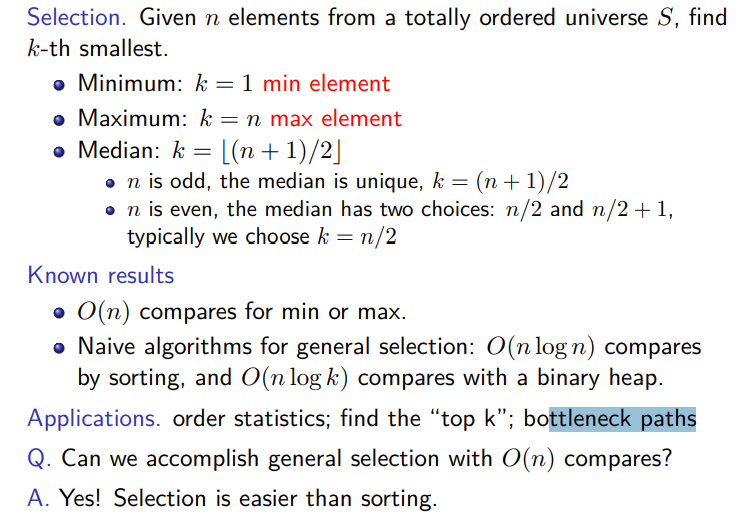 Selection. Given n elements from a totally ordered universe S, find
k-th smallest.
Minimum: k = 1 min element
Maximum: k = n max element
Median: k = ⌊(n + 1)/2⌋
n is odd, the median is unique, k = (n + 1)/2
n is even, the median has two choices: n/2 and n/2 + 1,
typically we choose k = n/2
Known results
O(n) compares for min or max.
Naive algorithms for general selection: O(n log n) compares
by sorting, and O(n log k) compares with a binary heap.
Applications. order statistics; find the “top k”; bottleneck paths
Q. Can we accomplish general selection with O(n) compares?
A. Yes! Selection is easier than sorting.